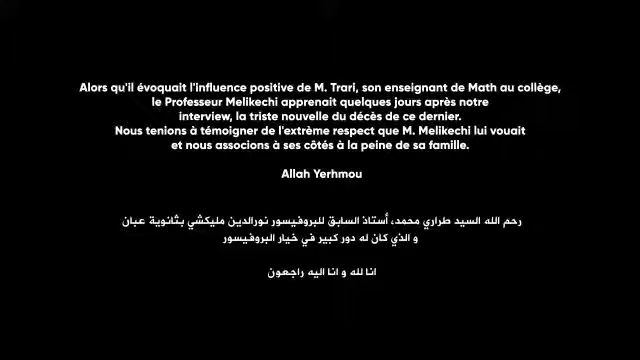 Alors qu'il évoquait l'influence positive de M. Trari, son enseignant de Math au collège,
le Professeur Melikechi apprenait quelques jours après notre
interview, la triste nouvelle du décès de ce dernier.
Nous tenions à témoigner de l'extrème respect que M. Melikechi lui vouait
et nous associons à ses côtés à la peine de sa famille.
Allah Yerhmou
رحم الله السيد طراري محمد، أستاذ السابق للبروفيسور نورالدين مليكشي بثانوية عبان
و الذي كان له دور كبير في خيار البروفيسور
انا لله و انا اليه راجعون